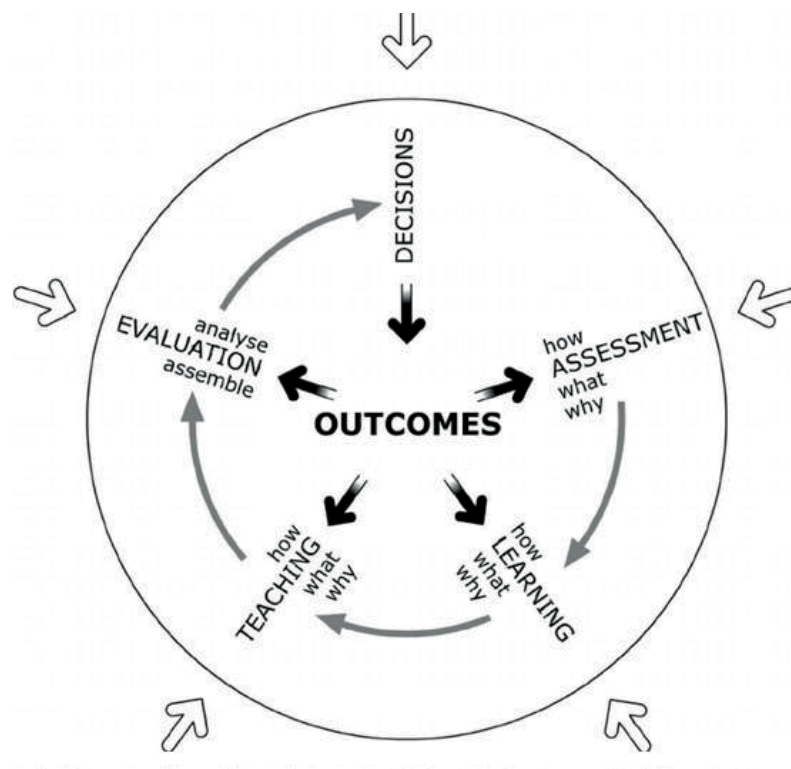 DECISIONS
analyse
EVALUATION
assemble
how
ASSESSMENT
what
why
OUTCOMES
how
TEACHING
what
why
how
LEARNING
what
why